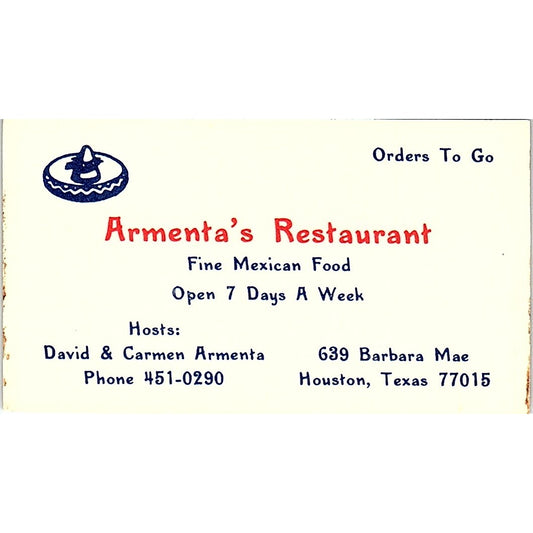 Orders To Go
Armenta's Restaurant
Fine Mexican Food
Open 7 Days A Week
Hosts:
David & Carmen Armenta
Phone 451-0290
639 Barbara Mae
Houston, Texas 77015